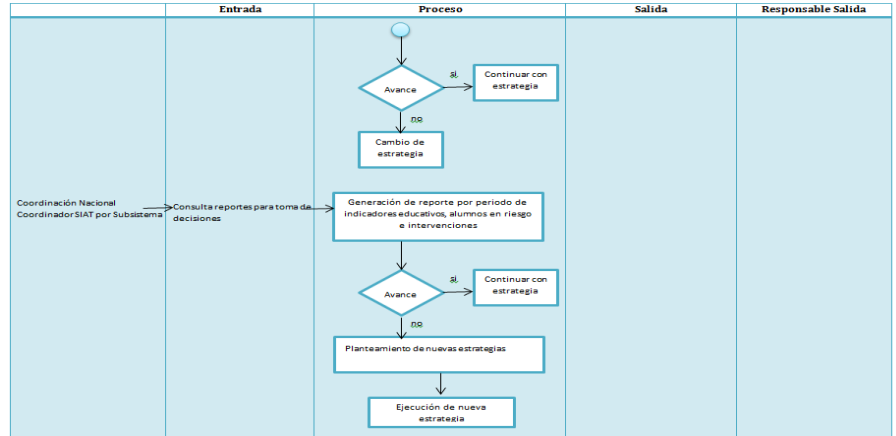 Entrada
Proceso
Salida
Responsable Salida
Avance
si
Continuar con
estrategia
no
Cambio de
estrategia
Coordinación Nacional
Coordinador SIAT por Subsistema
Consulta reportes para toma de
decisiones
Generación de reporte por periodo de
indicadores educativos, alumnos en riesgo
e intervenciones
Avance
si
Continuar con
estrategia
no
Planteamiento de nuevas estrategias
Ejecución de nueva
estrategia